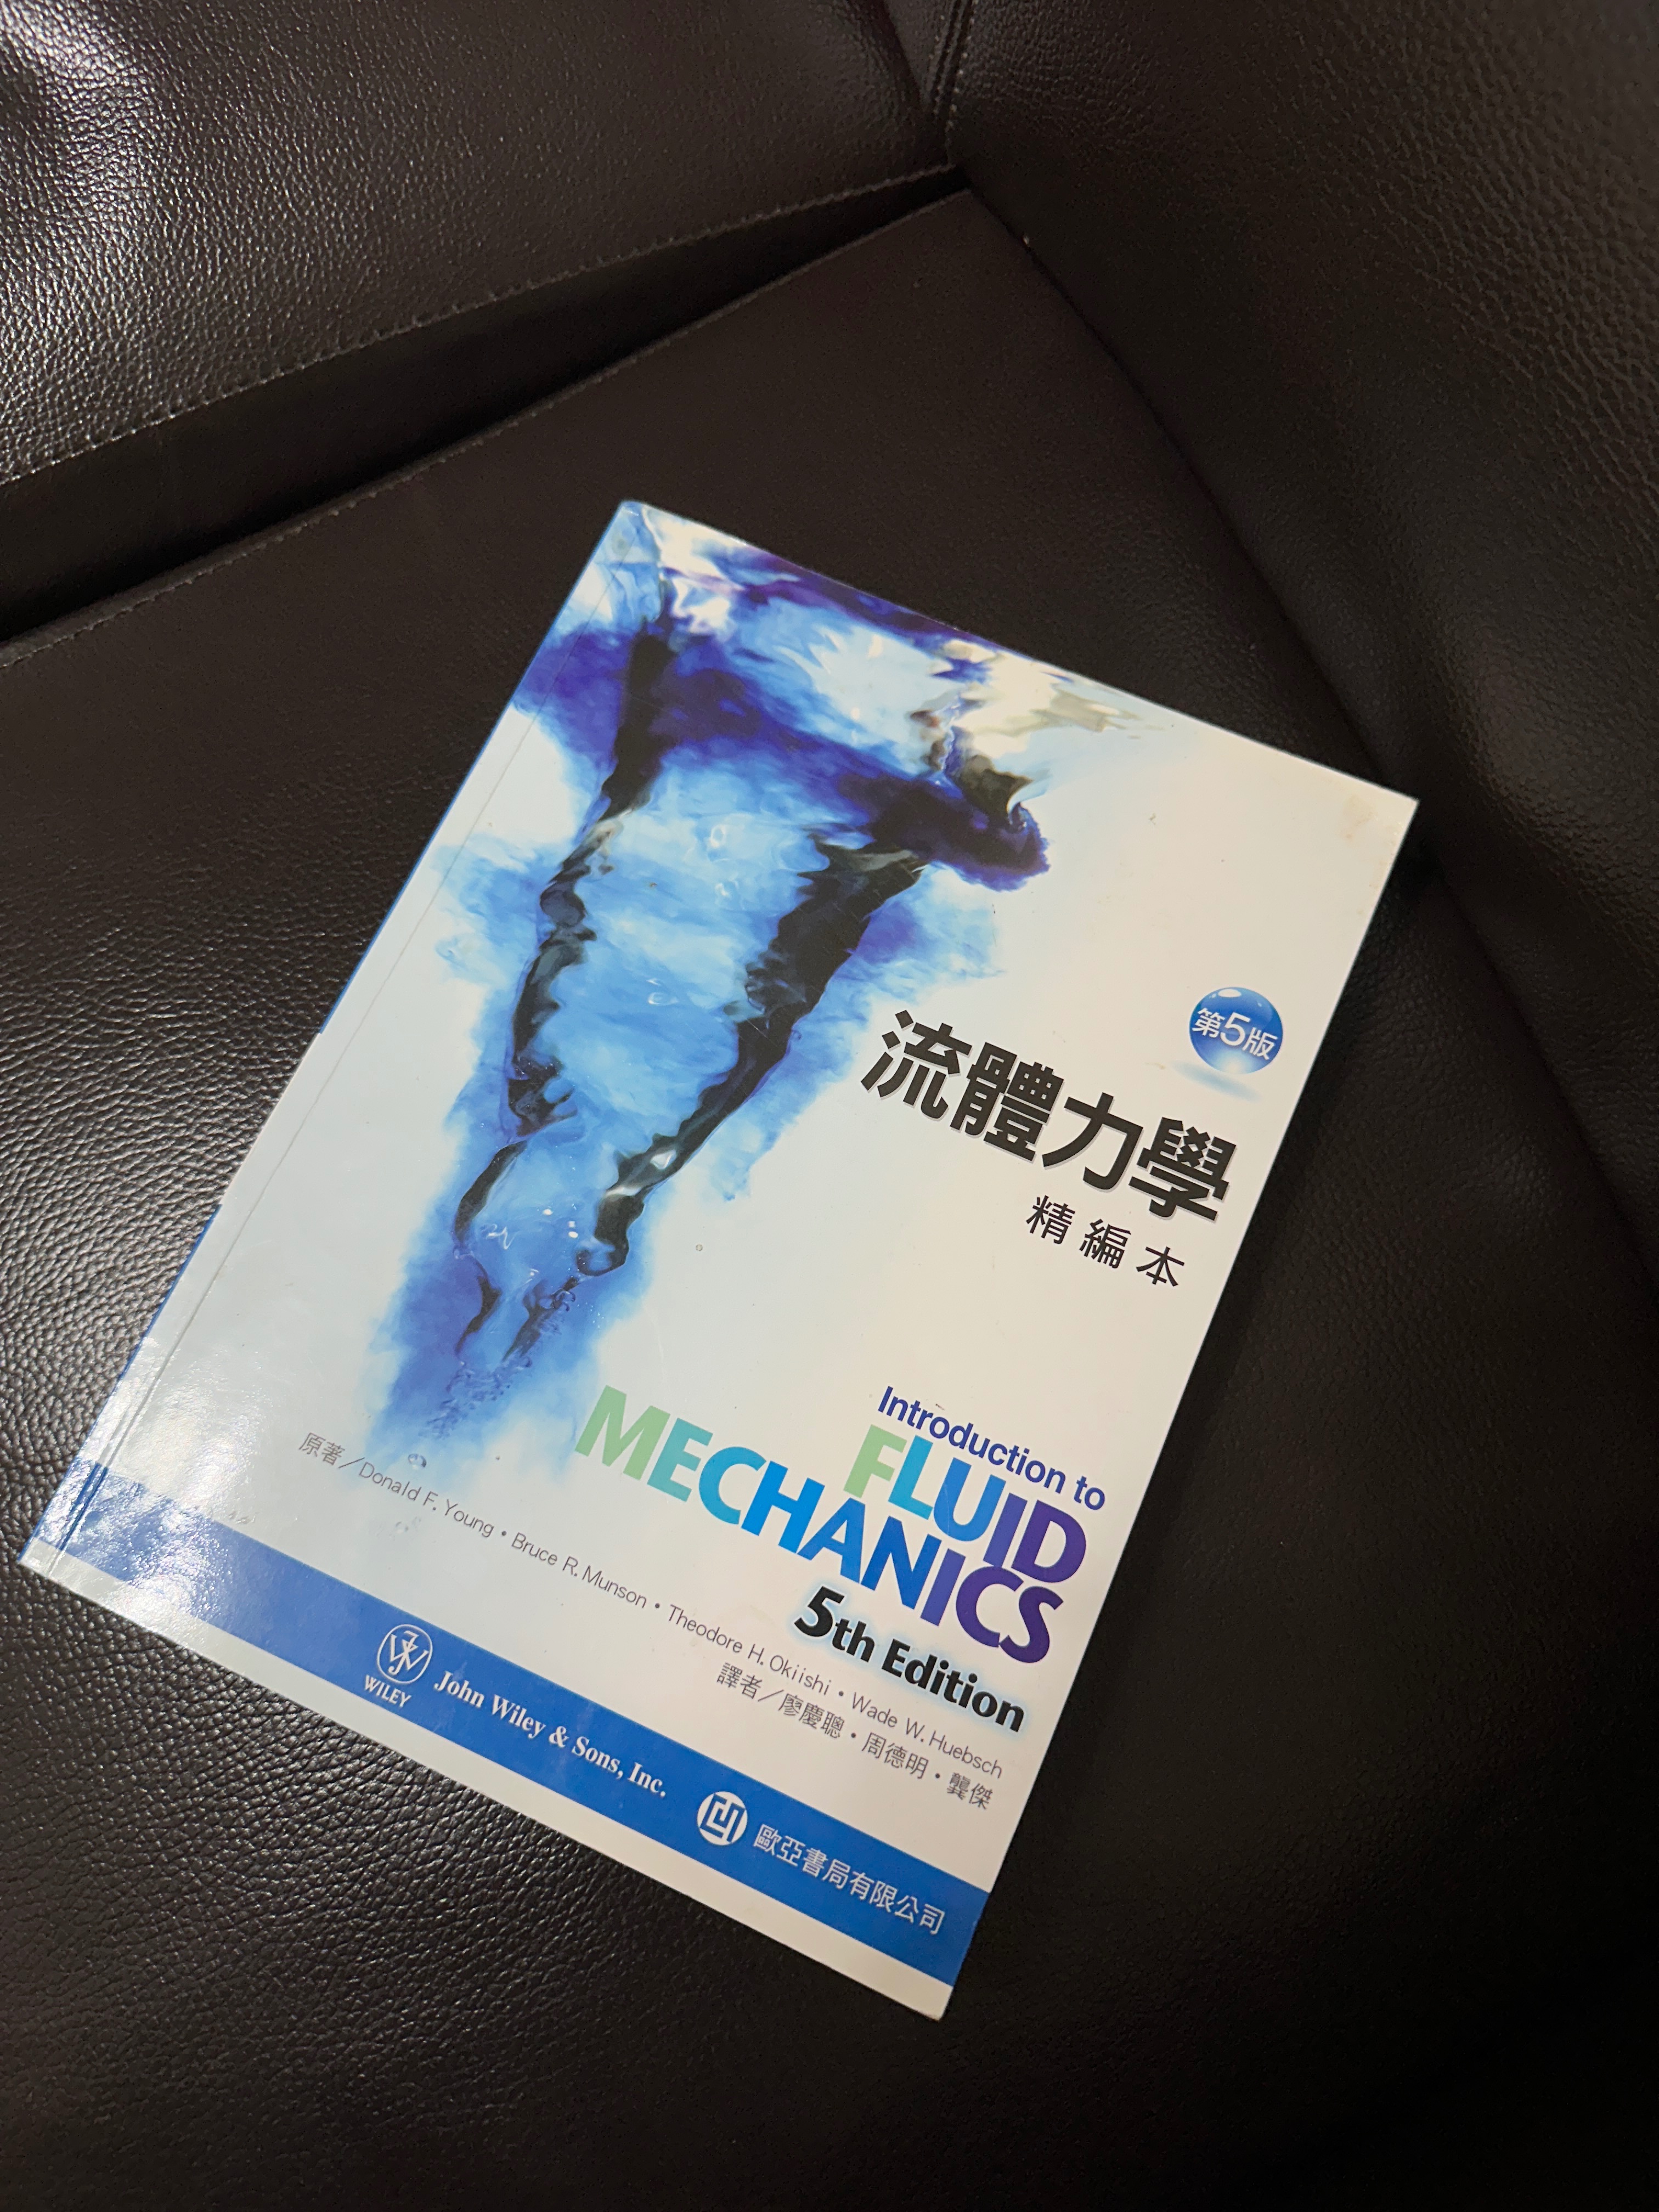 第5版
流體力學
精編本
Introduction to
FLUID
MECHANICS
5th Edition
原著／Donald F. Young・Bruce R. Munson・Theodore H. Okiishi・Wade W. Huebsch
譯者／廖慶聰・周德明・龔傑
WILEY
John Wiley & Sons, Inc.
歐亞書局有限公司